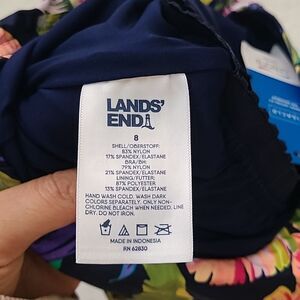 LANDS'
END
8
SHELL/OBERSTOFF:
83% NYLON
17% SPANDEX/ELASTANE
BRA/BH:
79% NYLON
21% SPANDEX/ELASTANE
LINING/FUTTER:
87% POLYESTER
13% SPANDEX/ELASTANE
HAND WASH COLD. WASH DARK
COLORS SEPARATELY. ONLY NON-
CHLORINE BLEACH WHEN NEEDED. LINE
DRY. DO NOT IRON.
MADE IN INDONESIA
RN 62830